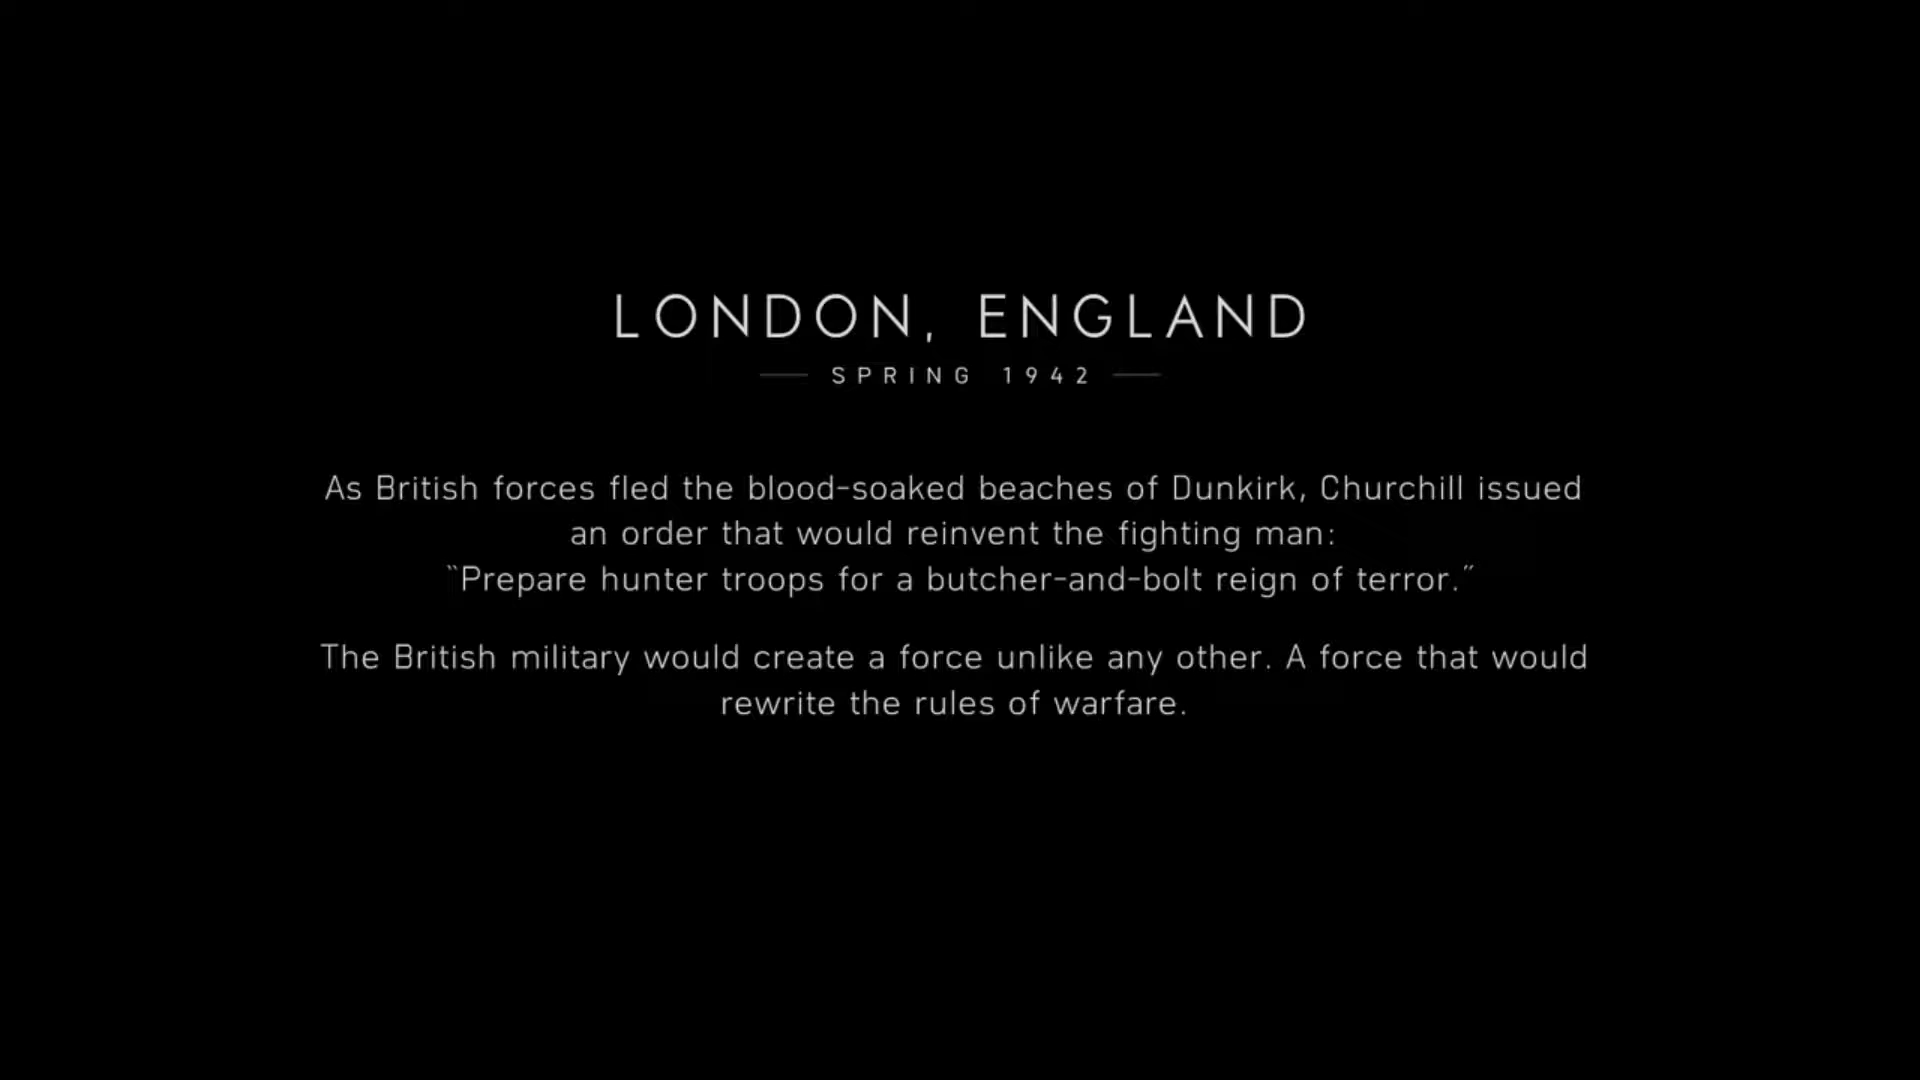 LONDON, ENGLAND
SPRING 1942
As British forces fled the blood-soaked beaches of Dunkirk, Churchill issued
an order that would reinvent the fighting man:
“Prepare hunter troops for a butcher-and-bolt reign of terror.”
The British military would create a force unlike any other. A force that would
rewrite the rules of warfare.